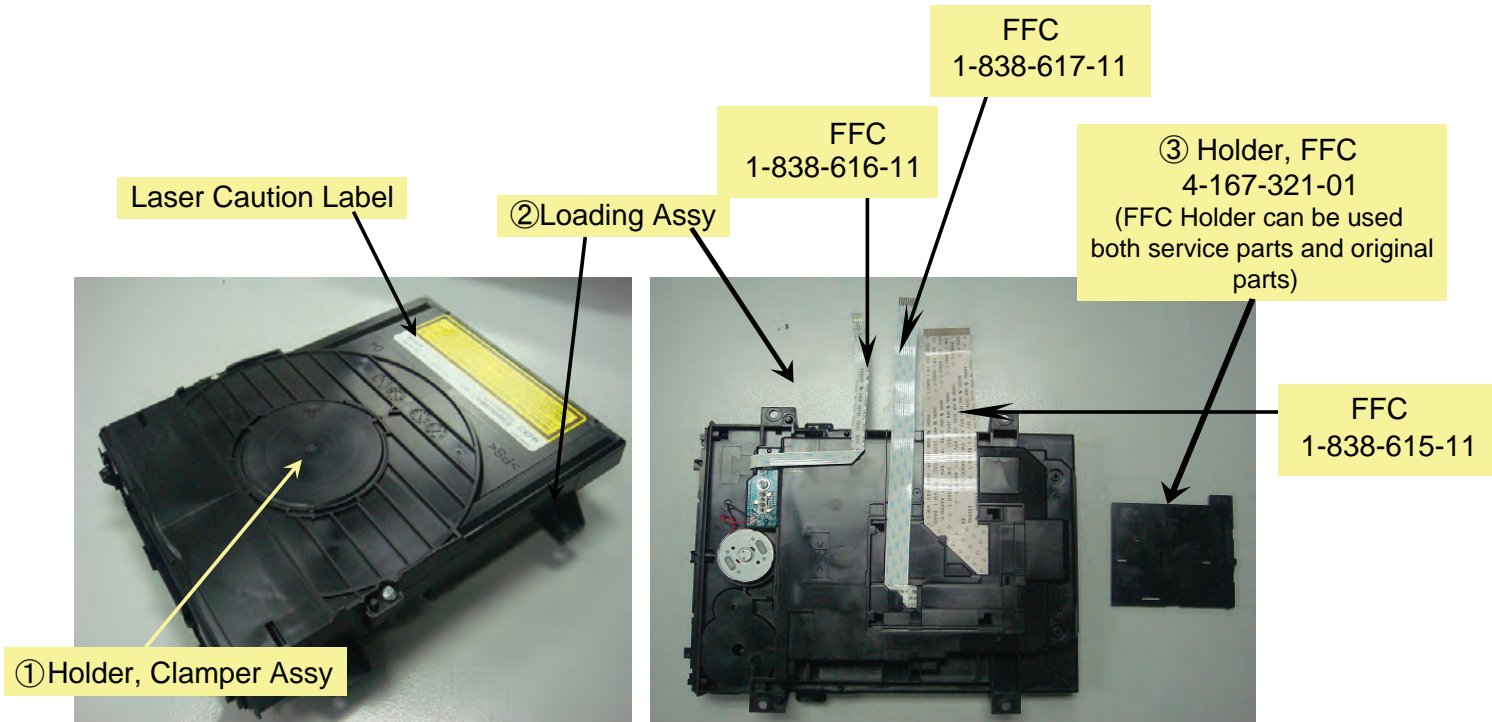 FFC
1-838-617-11
FFC
1-838-616-11
③ Holder, FFC
4-167-321-01
(FFC Holder can be used
both service parts and original
parts)
Laser Caution Label
②Loading Assy
FFC
1-838-615-11
①Holder, Clamper Assy
>PS<